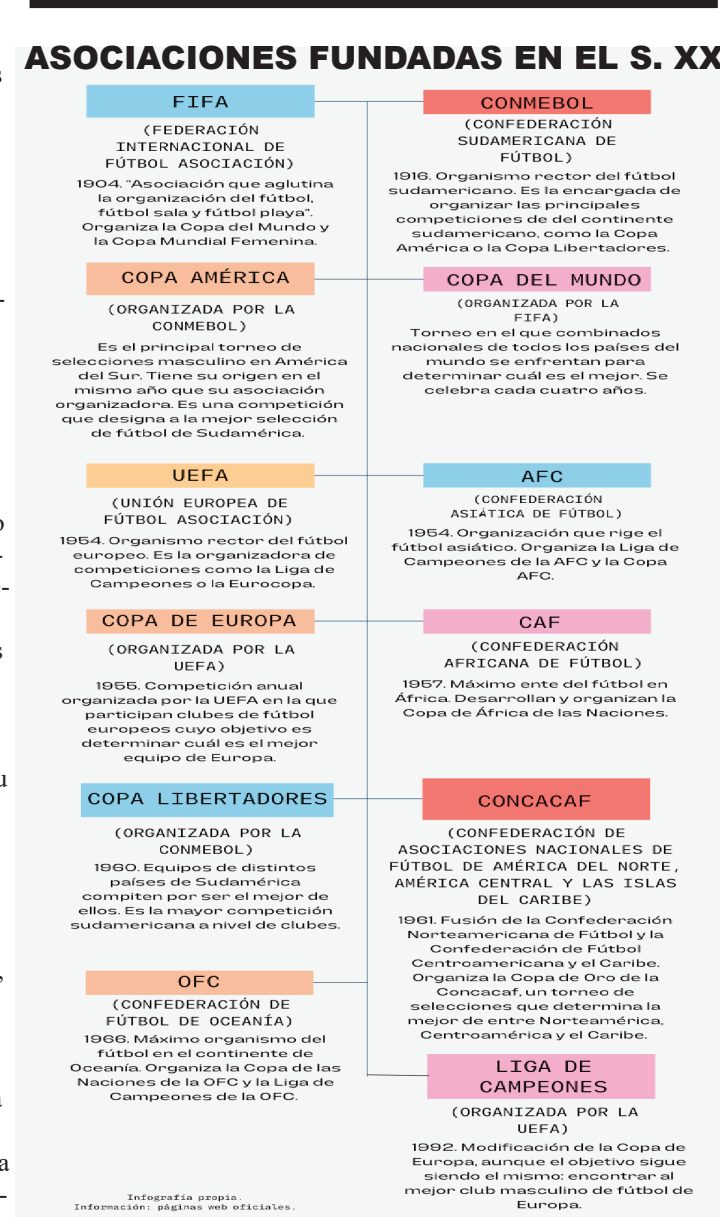 ASOCIACIONES FUNDADAS EN EL S. XX
FIFA
(FEDERACIÓN
INTERNACIONAL DE
FÚTBOL ASOCIACIÓN)
1904. "Asociación que aglutina
la organización del fútbol,
fútbol sala y fútbol playa".
Organiza la Copa del Mundo y
la Copa Mundial Femenina.
CONMEBOL
(CONFEDERACIÓN
SUDAMERICANA DE
FÚTBOL)
1916. Organismo rector del fútbol
sudamericano. Es la encargada de
organizar las principales
competiciones de del continente
sudamericano, como la Copa
América o la Copa Libertadores.
COPA AMÉRICA
(ORGANIZADA POR LA
CONMEBOL)
Es el principal torneo de
selecciones masculino en América
del Sur. Tiene su origen en el
mismo año que su asociación
organizadora. Es una competición
que designa a la mejor selección
de fútbol de Sudamérica.
COPA DEL MUNDO
(ORGANIZADA POR LA
FIFA)
Torneo en el que combinados
nacionales de todos los países del
mundo se enfrentan para
determinar cuál es el mejor. Se
celebra cada cuatro años.
UEFA
(UNIÓN EUROPEA DE
FÚTBOL ASOCIACIÓN)
1954. Organismo rector del fútbol
europeo. Es la organizadora de
competiciones como la Liga de
Campeones o la Eurocopa.
AFC
(CONFEDERACIÓN
ASIÁTICA DE FÚTBOL)
1954. Organización que rige el
fútbol asiático. Organiza la Liga de
Campeones de la AFC y la Copa
AFC.
COPA DE EUROPA
(ORGANIZADA POR LA
UEFA)
1955. Competición anual
organizada por la UEFA en la que
participan clubes de fútbol
europeos cuyo objetivo es
determinar cuál es el mejor
equipo de Europa.
CAF
(CONFEDERACIÓN
AFRICANA DE FÚTBOL)
1957. Máximo ente del fútbol en
África. Desarrollan y organizan la
Copa de África de las Naciones.
COPA LIBERTADORES
(ORGANIZADA POR LA
CONMEBOL)
1960. Equipos de distintos
países de Sudamérica
compiten por ser el mejor de
ellos. Es la mayor competición
sudamericana a nivel de clubes.
CONCACAF
(CONFEDERACIÓN DE
ASOCIACIONES NACIONALES DE
FÚTBOL DE AMÉRICA DEL NORTE,
AMÉRICA CENTRAL Y LAS ISLAS
DEL CARIBE)
1961. Fusión de la Confederación
Norteamericana de Fútbol y la
Confederación de Fútbol
Centroamericana y el Caribe.
Organiza la Copa de Oro de la
Concacaf, un torneo de
selecciones que determina la
mejor de entre Norteamérica,
Centroamérica y el Caribe.
OFC
(CONFEDERACIÓN DE
FÚTBOL DE OCEANÍA)
1966. Máximo organismo del
fútbol en el continente de
Oceanía. Organiza la Copa de las
Naciones de la OFC y la Liga de
Campeones de la OFC.
LIGA DE
CAMPEONES
(ORGANIZADA POR LA
UEFA)
1992. Modificación de la Copa de
Europa, aunque el objetivo sigue
siendo el mismo: encontrar al
mejor club masculino de fútbol de
Europa.
Infografía propia.
Información: páginas web oficiales.